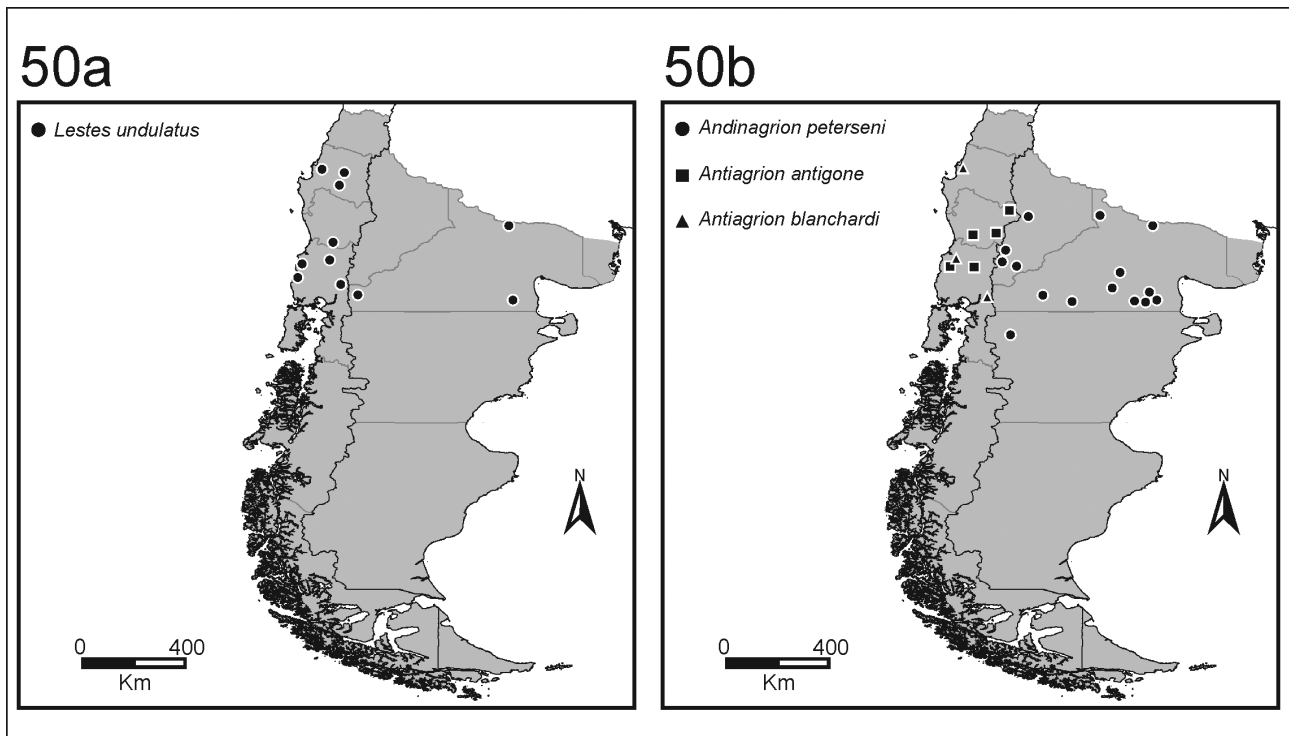 50a
Lestes undulatus
N
0 400
Km
50b
Andinagrion peterseni
Antiagrion antigone
Antiagrion blanchardi
N
0 400
Km